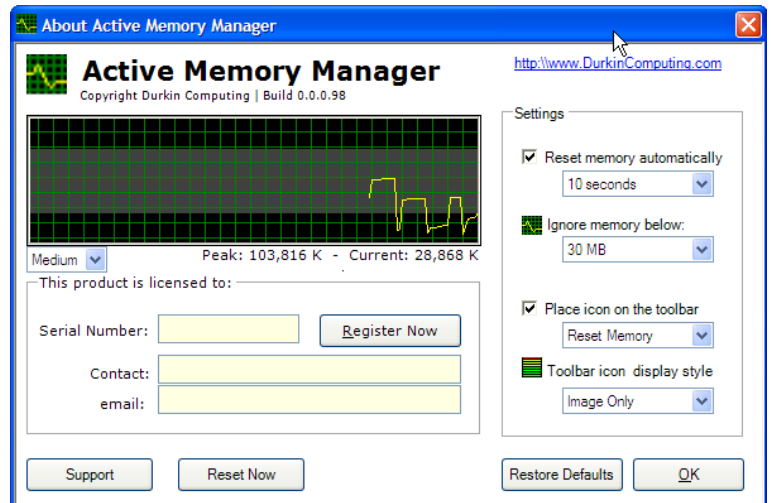 About Active Memory Manager
Active Memory Manager
Copyright Durkin Computing | Build 0.0.0.98
http:\\www.DurkinComputing.com
Settings
Reset memory automatically
10 seconds
Ignore memory below:
30 MB
Medium
Peak: 103,816 K - Current: 28,868 K
This product is licensed to:
Place icon on the toolbar
Serial Number:
Register Now
Reset Memory
Contact:
Toolbar icon display style
email:
Image Only
Support
Reset Now
Restore Defaults
OK